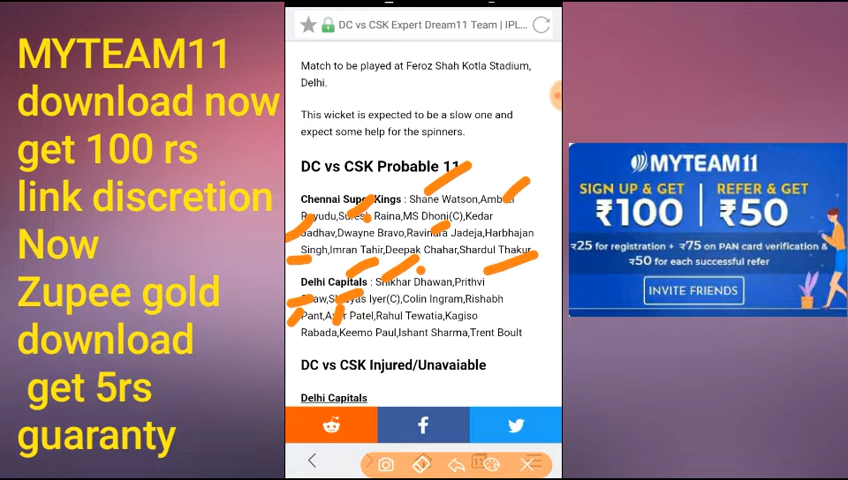 MYTEAM11
download now
get 100 rs
link discretion
Now
Zupee gold
download
get 5rs
guaranty
DC vs CSK Expert Dream11 Team | IPL...
Match to be played at Feroz Shah Kotla Stadium,
Delhi.
This wicket is expected to be a slow one and
expect some help for the spinners.
DC vs CSK Probable 11
Chennai Super Kings : Shane Watson,Ambati
Rayudu,Suresh Raina,MS Dhoni(C),Kedar
Jadhav,Dwayne Bravo,Ravindra Jadeja,Harbhajan
Singh,Imran Tahir,Deepak Chahar,Shardul Thakur
Delhi Capitals : Shikhar Dhawan,Prithvi
Shaw,Shreyas Iyer(C),Colin Ingram,Rishabh
Pant,Axar Patel,Rahul Tewatia,Kagiso
Rabada,Keemo Paul,Ishant Sharma,Trent Boult
DC vs CSK Injured/Unavaiable
Delhi Capitals
11
MYTEAM11
SIGN UP & GET
₹100
REFER & GET
₹50
₹25 for registration + ₹75 on PAN card verification &
₹50 for each successful refer
INVITE FRIENDS